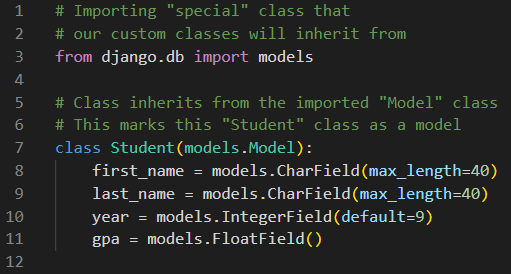 1 # Importing "special" class that
2 # our custom classes will inherit from
3 from django.db import models
4
5 # Class inherits from the imported "Model" class
6 # This marks this "Student" class as a model
7 class Student(models.Model):
8     first_name = models.CharField(max_length=40)
9     last_name = models.CharField(max_length=40)
10     year = models.IntegerField(default=9)
11     gpa = models.FloatField()
12